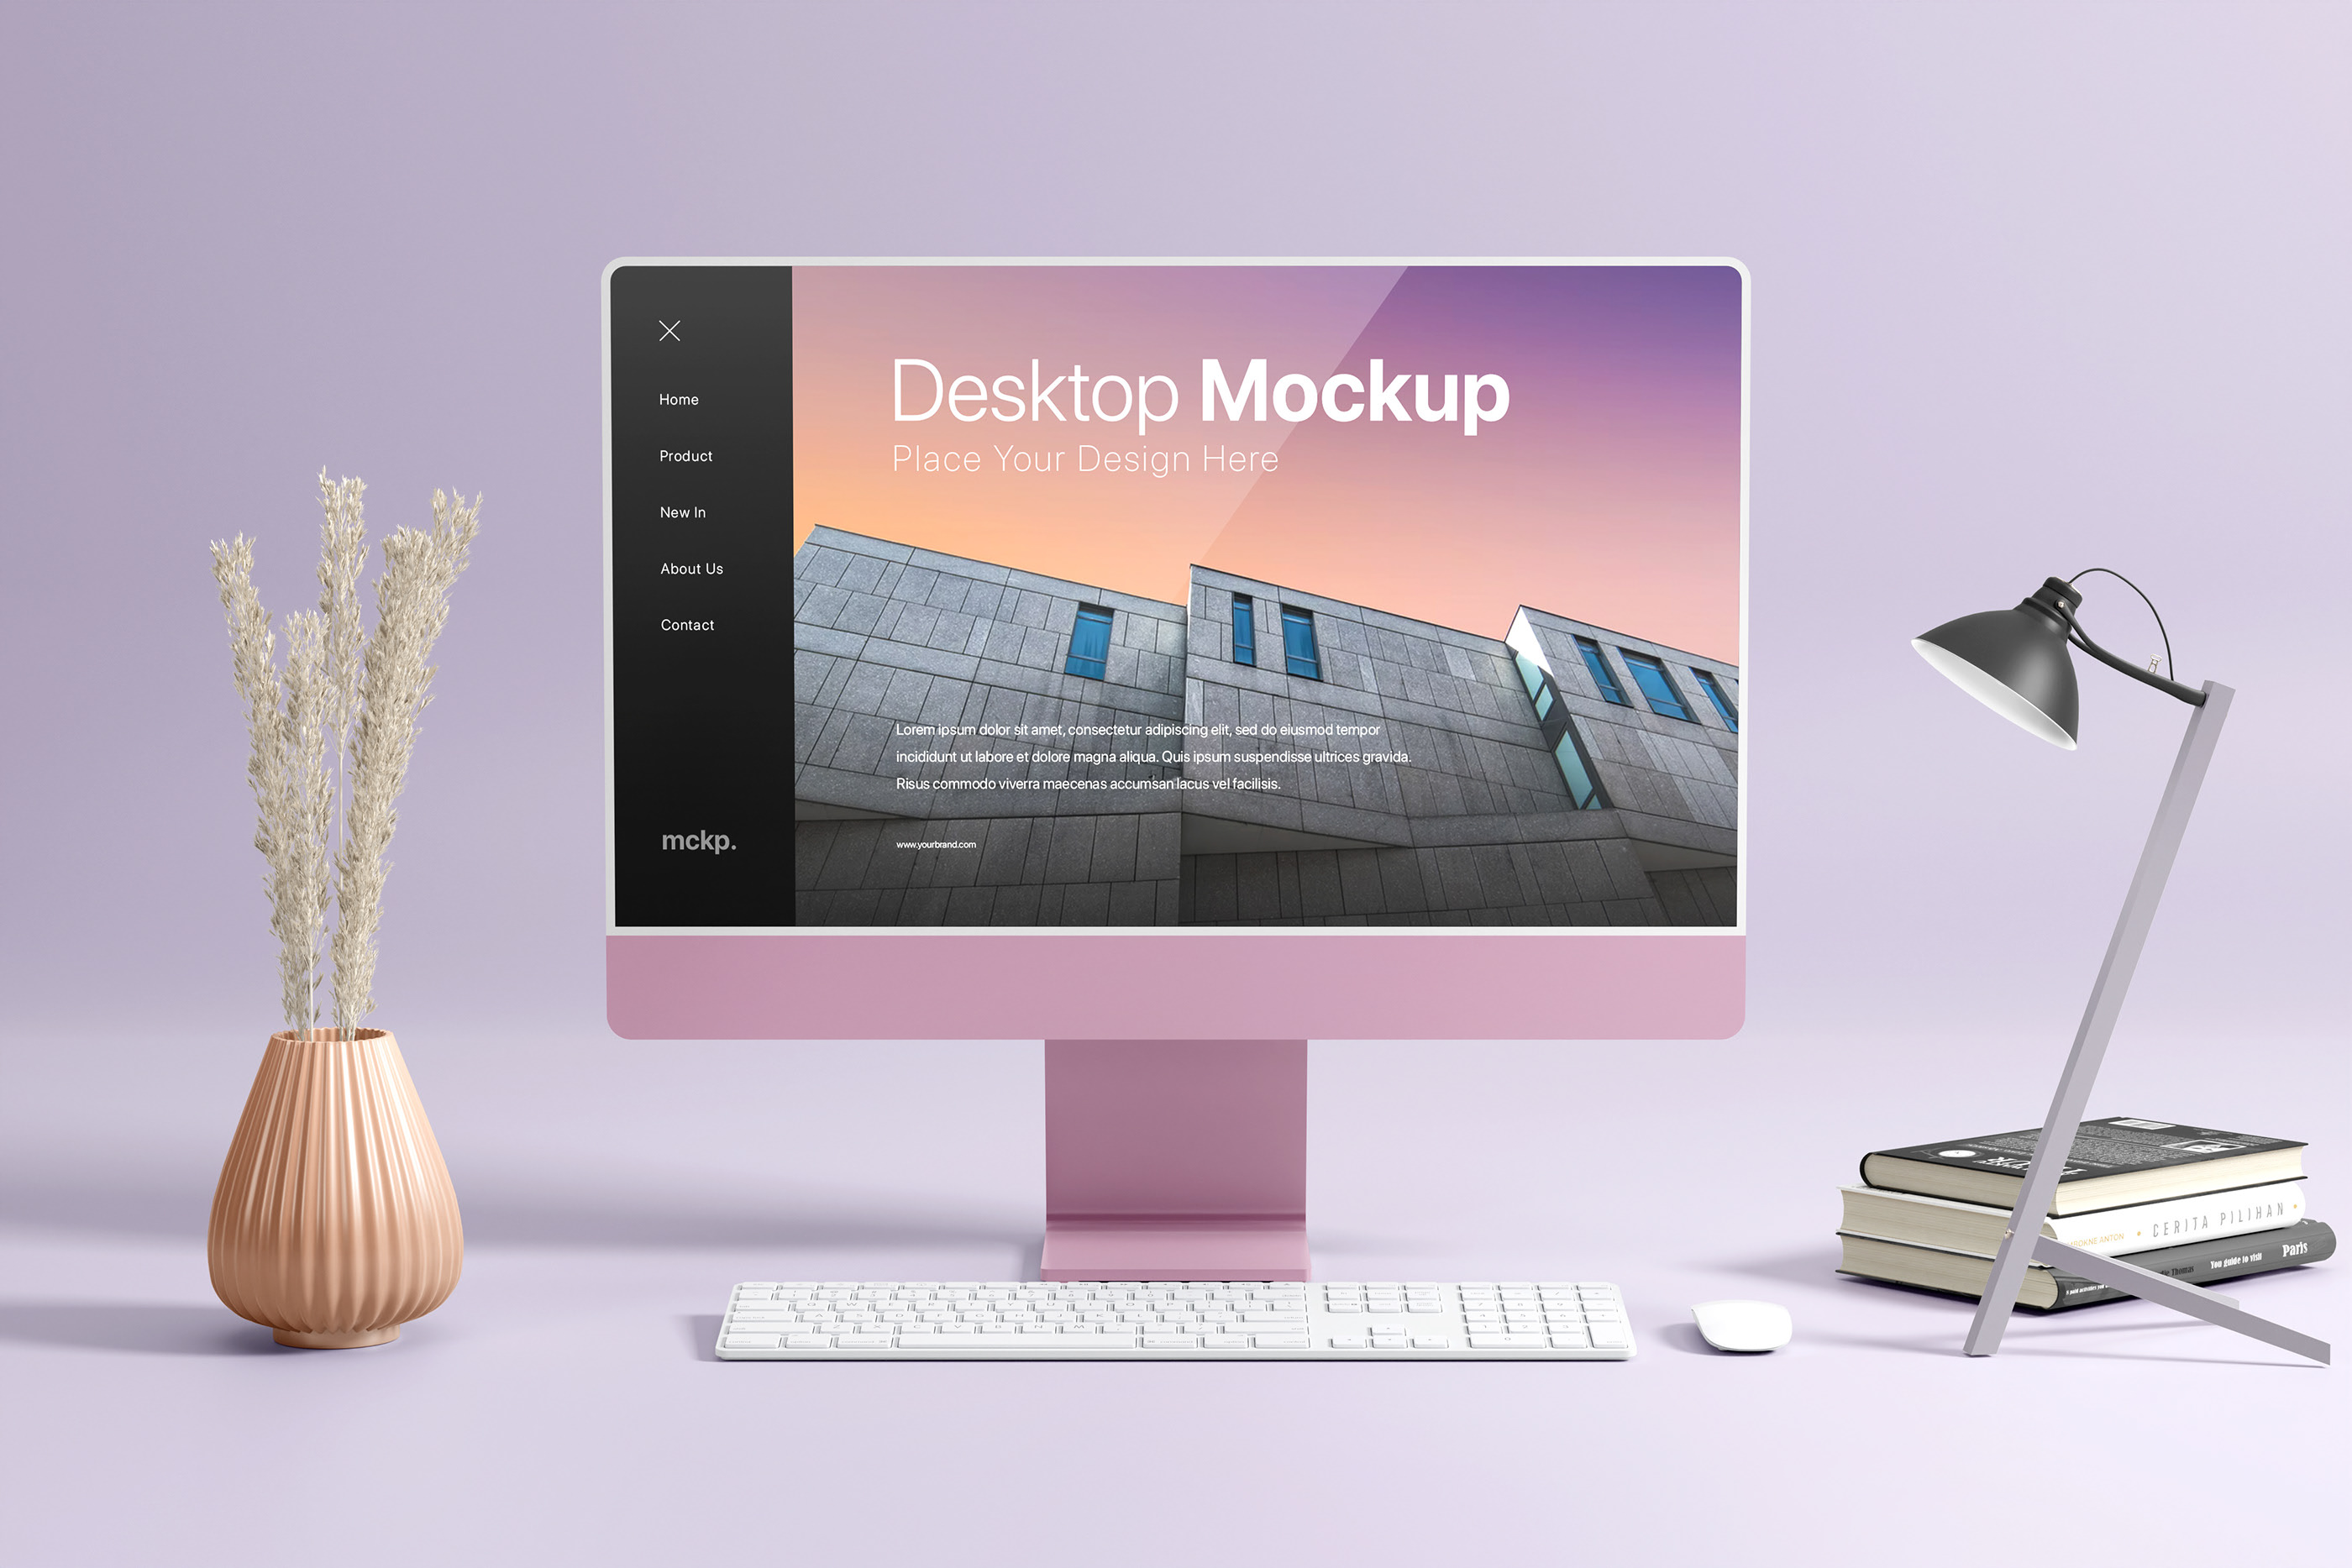 Home
Product
New In
About Us
Contact
mckp.
Desktop Mockup
Place Your Design Here
Lorem ipsum dolor sit amet, consectetur adipiscing elit, sed do eiusmod tempor
incididunt ut labore et dolore magna aliqua. Quis ipsum suspendisse ultrices gravida.
Risus commodo viverra maecenas accumsan lacus vel facilisis.
www.yourbrand.com
ANTON CERITA PILIHAN
Thomas You guide to visit Paris